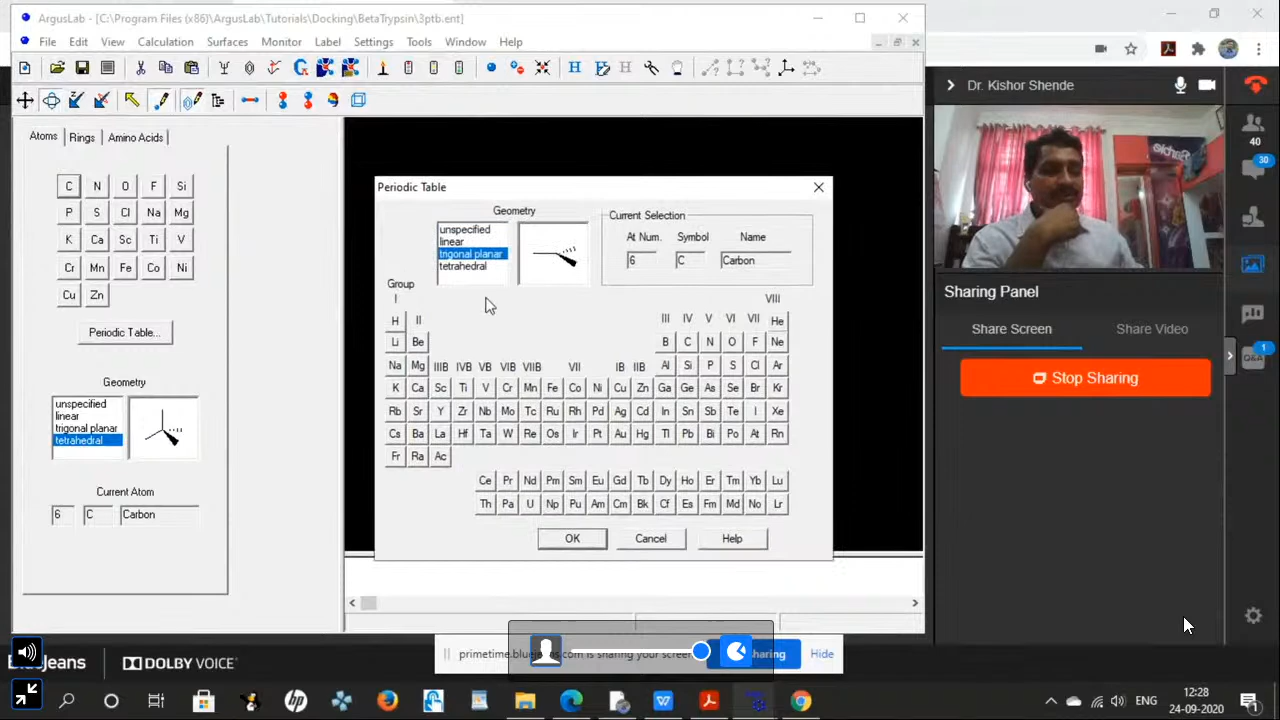 ArgusLab - [C:\Program Files (x86)\ArgusLab\Tutorials\Docking\BetaTrypsin\3ptb.ent]
File Edit View Calculation Surfaces Monitor Label Settings Tools Window Help
Atoms Rings Amino Acids
C N O F Si
P S Cl Na Mg
K Ca Sc Ti V
Cr Mn Fe Co Ni
Cu Zn
Periodic Table...
Geometry
unspecified
linear
trigonal planar
tetrahedral
Current Atom
6 C Carbon
Periodic Table
Geometry
unspecified
linear
trigonal planar
tetrahedral
Current Selection
At Num. Symbol Name
6 C Carbon
Group
I VIII
II III IV V VI VII
H He
Li Be B C N O F Ne
Na Mg Al Si P S Cl Ar
IIIB IVB VB VIB VIIB VII IB IIB
K Ca Sc Ti V Cr Mn Fe Co Ni Cu Zn Ga Ge As Se Br Kr
Rb Sr Y Zr Nb Mo Tc Ru Rh Pd Ag Cd In Sn Sb Te I Xe
Cs Ba La Hf Ta W Re Os Ir Pt Au Hg Tl Pb Bi Po At Rn
Fr Ra Ac
Ce Pr Nd Pm Sm Eu Gd Tb Dy Ho Er Tm Yb Lu
Th Pa U Np Pu Am Cm Bk Cf Es Fm Md No Lr
OK Cancel Help
Dr. Kishor Shende
40
30
Sharing Panel
Share Screen Share Video
Stop Sharing
1
Q&A
DOLBY VOICE
Hide
ENG
12:28
24-09-2020
1